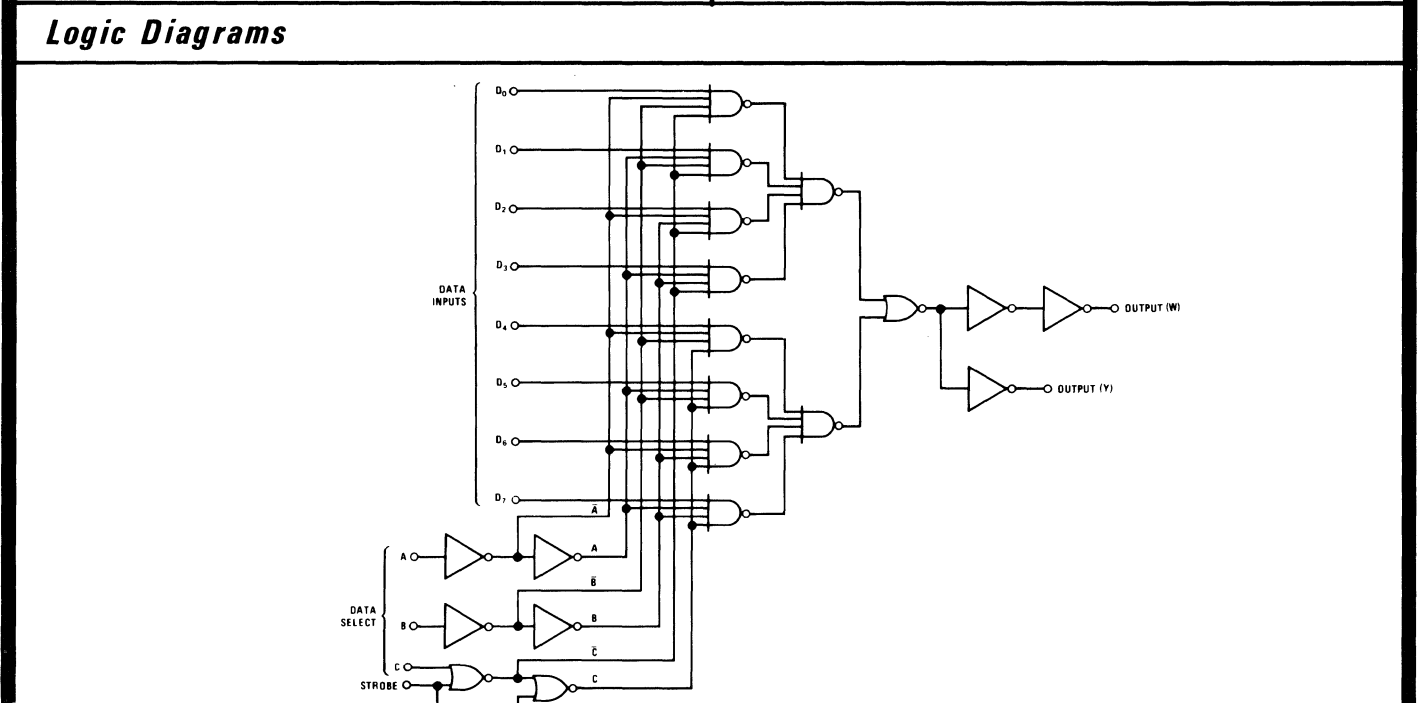 Logic Diagrams
D₀
D₁
D₂
D₃
DATA
INPUTS
D₄
D₅
D₆
D₇
OUTPUT (W)
OUTPUT (Y)
Ā
A
A
B̄
DATA
SELECT
B
B
C̄
C
C
STROBE